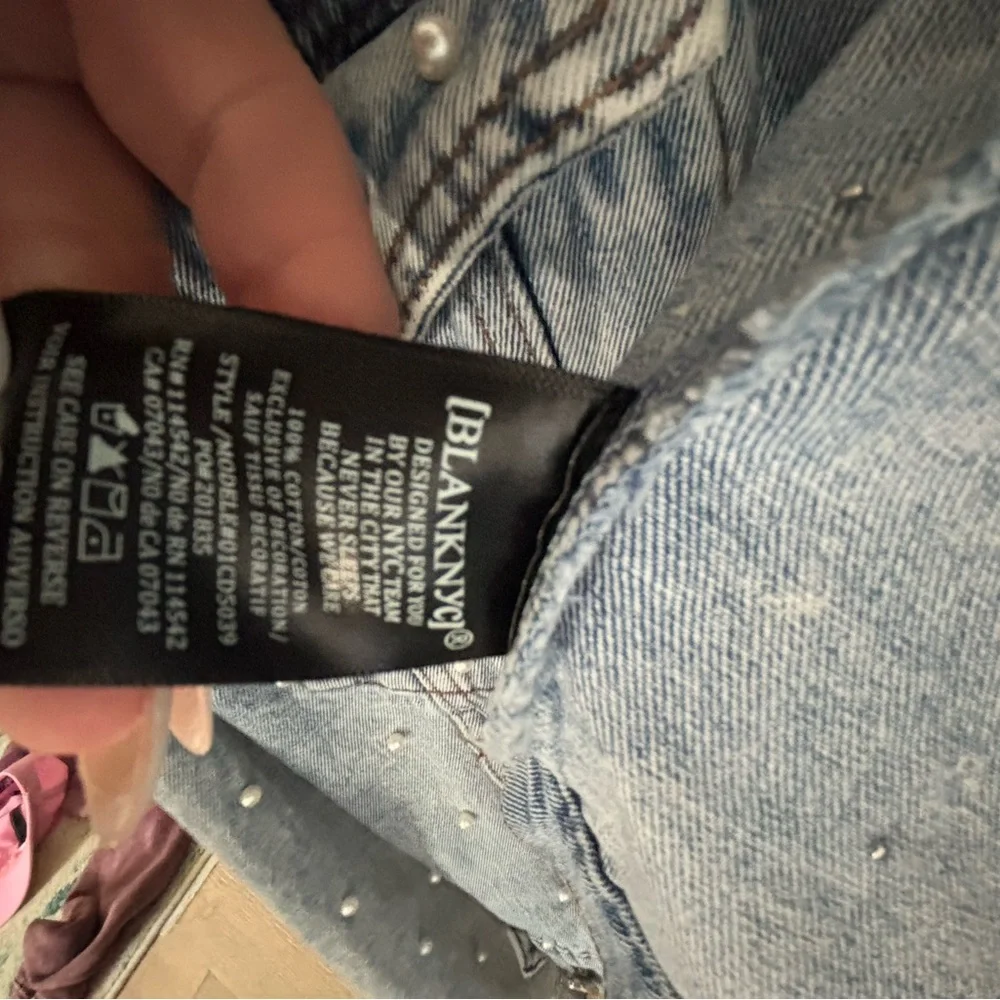 [BLANKNYC]®
DESIGNED FOR YOU
BY OUR NYC TEAM
IN THE CITY THAT
NEVER SLEEPS
BECAUSE WE CARE
100% COTTON/COTON
EXCLUSIVE OF DECORATION/
SAUF TISSU DECORATIF
STYLE/MODELE#01CD5039
PO# 201835
RN# 114542/NO de RN 114542
CA# 07043/NO de CA 07043
SEE CARE ON REVERSE
INSTRUCTION AU VERSO